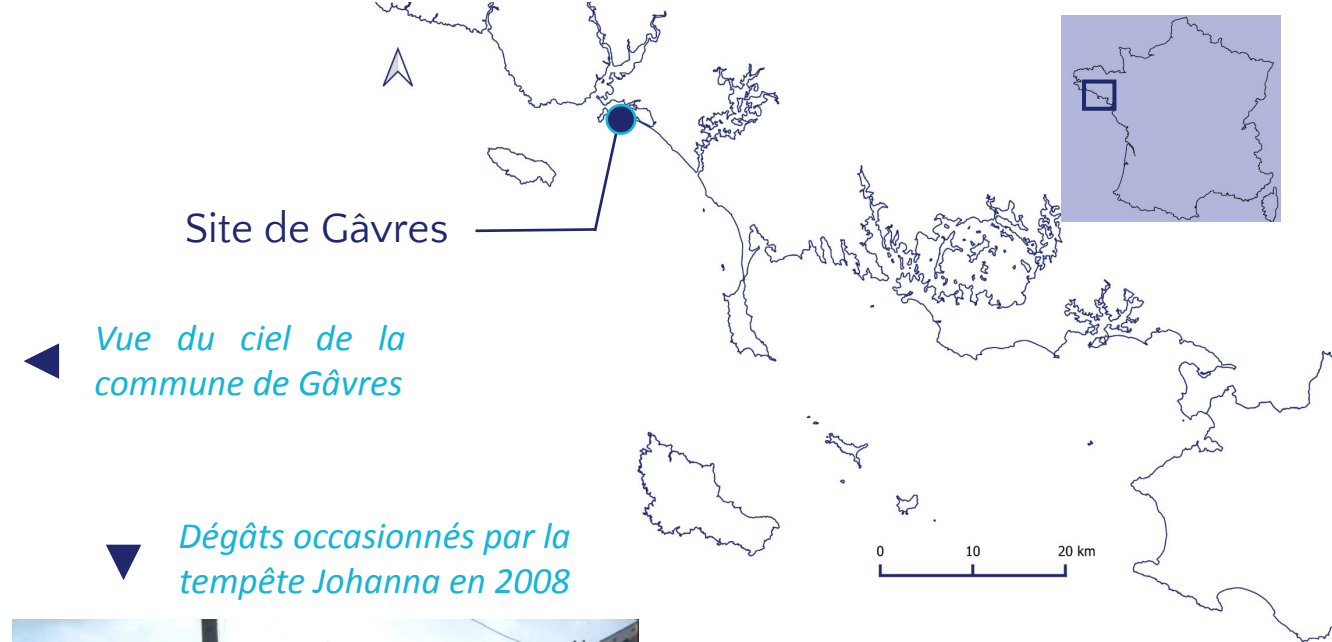 Site de Gâvres
Vue du ciel de la
commune de Gâvres
Dégâts occasionnés par la
tempête Johanna en 2008
0 10 20 km